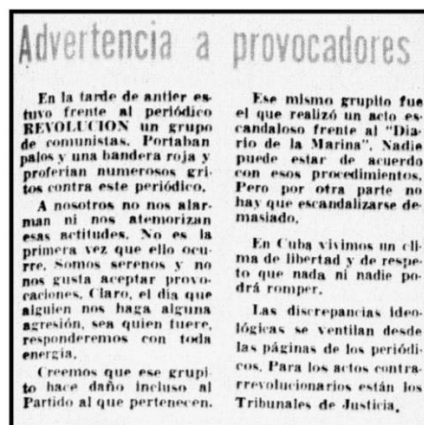 Advertencia a provocadores
En la tarde de antier es-
tuvo frente al periódico
REVOLUCION un grupo
de comunistas. Portaban
palos y una bandera roja y
proferían numerosos gri-
tos contra este periódico.
A nosotros no nos alar-
man ni nos atemorizan
esas actitudes. No es la
primera vez que ello ocu-
rre. Somos serenos y no
nos gusta aceptar provo-
caciones. Claro, el día que
alguien nos haga alguna
agresión, sea quien fuere,
responderemos con toda
energía.
Creemos que ese grupi-
to hace daño incluso al
Partido al que pertenecen.
Ese mismo grupito fue
el que realizó un acto es-
candaloso frente al "Dia-
rio de la Marina". Nadie
puede estar de acuerdo
con esos procedimientos.
Pero por otra parte no
hay que escandalizarse de-
masiado.
En Cuba vivimos un cli-
ma de libertad y de respe-
to que nada ni nadie po-
drá romper.
Las discrepancias ideo-
lógicas se ventilan desde
las páginas de los periódi-
cos. Para los actos contra-
rrevolucionarios están los
Tribunales de Justicia.